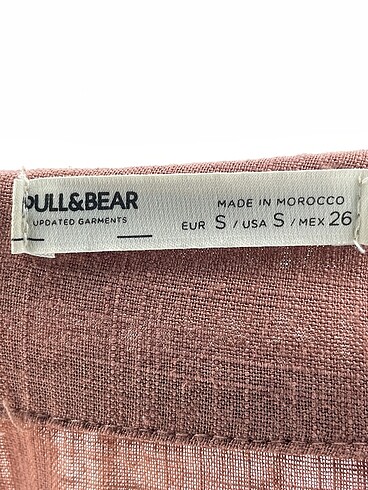 PULL&BEAR
UPDATED GARMENTS
MADE IN MOROCCO
EUR S / USA S / MEX 26